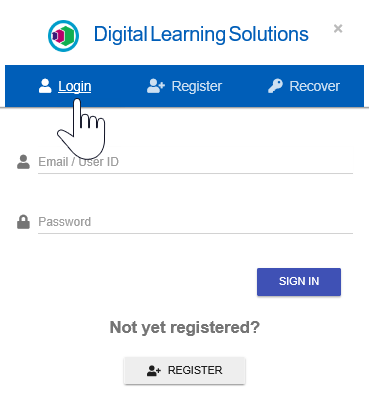 Digital Learning Solutions ×
Login Register Recover
Email / User ID
Password
SIGN IN
Not yet registered?
REGISTER